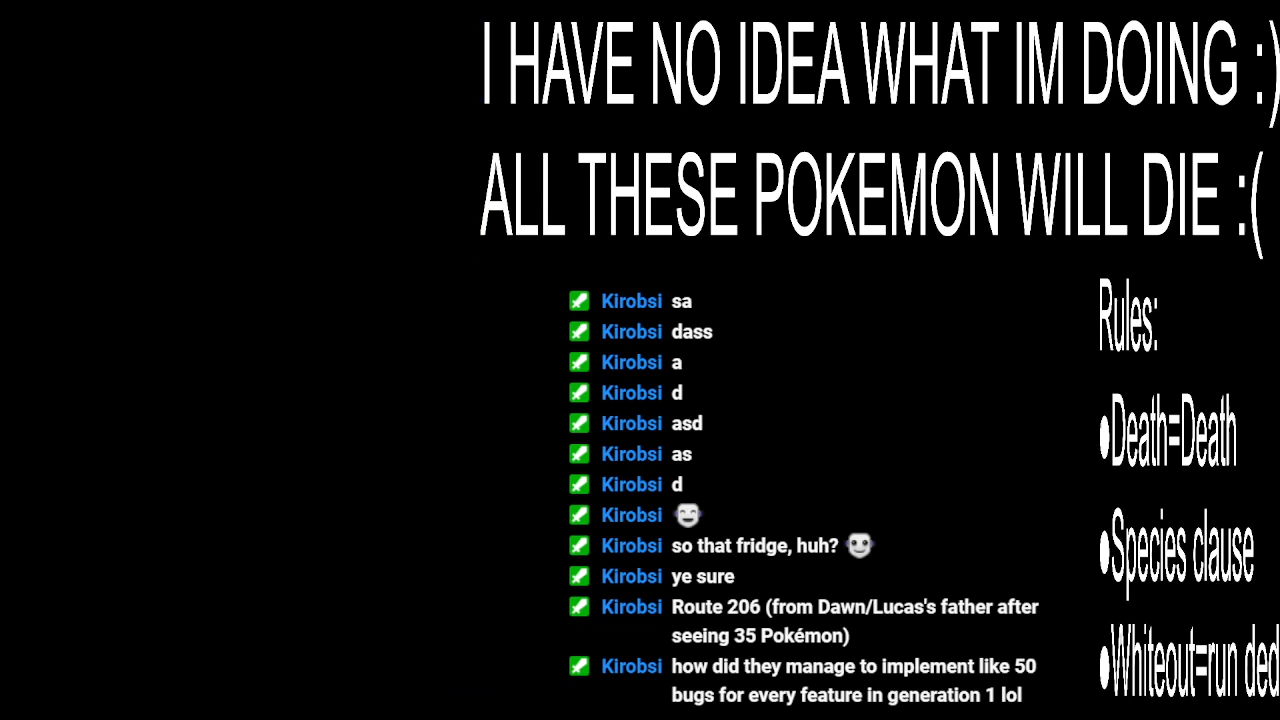 I HAVE NO IDEA WHAT IM DOING :)
ALL THESE POKEMON WILL DIE :(
Kirobsi sa
Kirobsi dass
Kirobsi a
Kirobsi d
Kirobsi asd
Kirobsi as
Kirobsi d
Kirobsi
Kirobsi so that fridge, huh?
Kirobsi ye sure
Kirobsi Route 206 (from Dawn/Lucas's father after
seeing 35 Pokémon)
Kirobsi how did they manage to implement like 50
bugs for every feature in generation 1 lol
Rules:
•Death=Death
•Species clause
•Whiteout=run ded